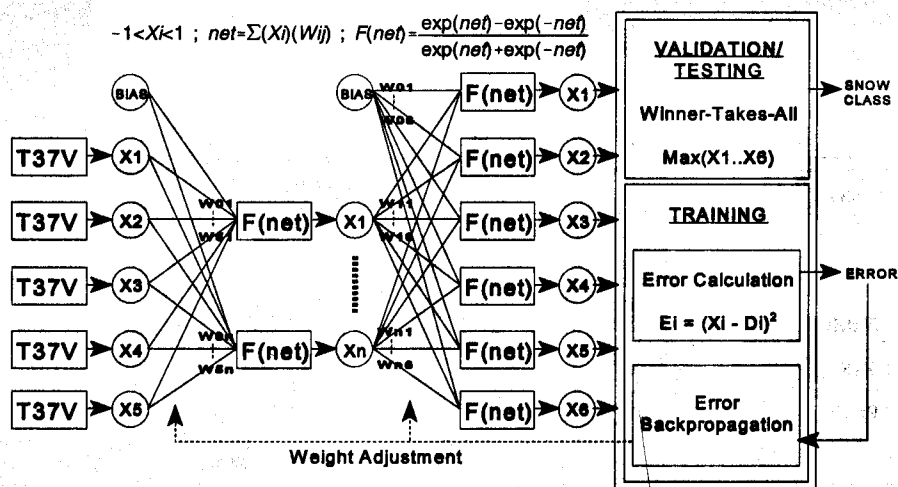 -1<Xi<1 ; net=Σ(Xi)(Wij) ; F(net)=exp(net)-exp(-net)/exp(net)+exp(-net)
BIAS
T37V X1
T37V X2
T37V X3
T37V X4
T37V X5
W01
W51
W0n
W5n
F(net) X1
F(net) Xn
BIAS
W01
W06
W11
W16
Wn1
Wn6
F(net) X1
F(net) X2
F(net) X3
F(net) X4
F(net) X5
F(net) X6
Weight Adjustment
VALIDATION/
TESTING
Winner-Takes-All
Max(X1..X6)
SNOW
CLASS
TRAINING
Error Calculation
Ei = (Xi - Di)²
ERROR
Error
Backpropagation